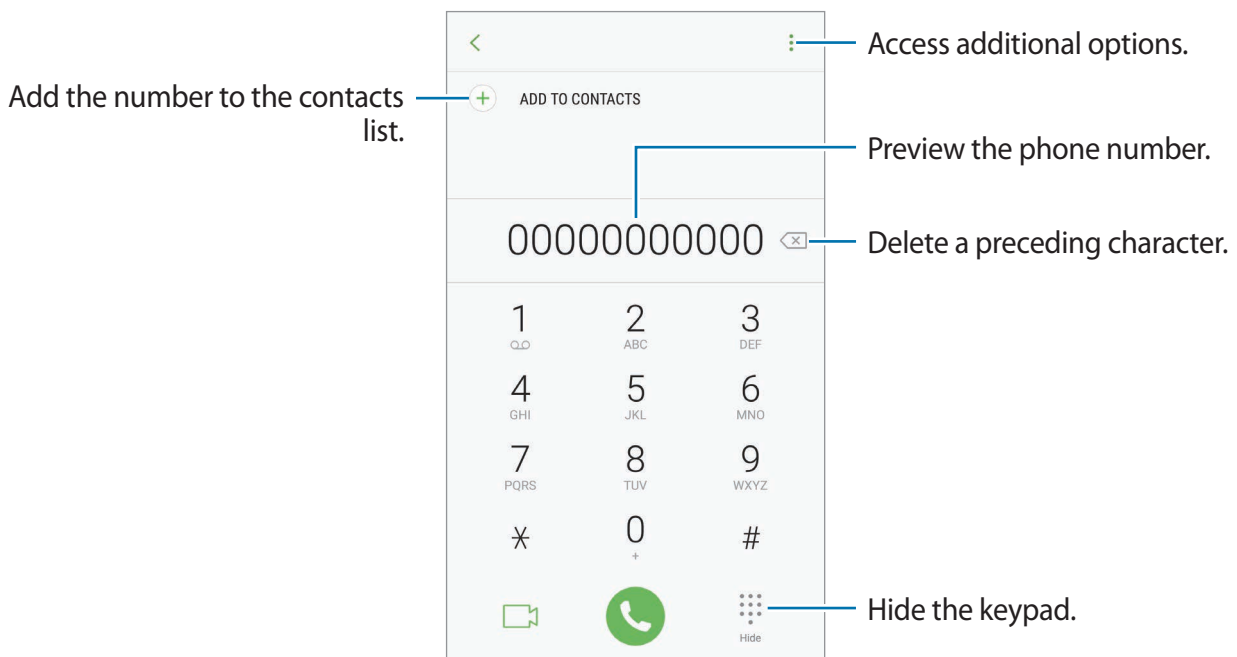 Access additional options.
Add the number to the contacts
list.
ADD TO CONTACTS
Preview the phone number.
00000000000
Delete a preceding character.
1 2 3
ABC DEF
4 5 6
GHI JKL MNO
7 8 9
PQRS TUV WXYZ
* 0 #
+
Hide the keypad.
Hide